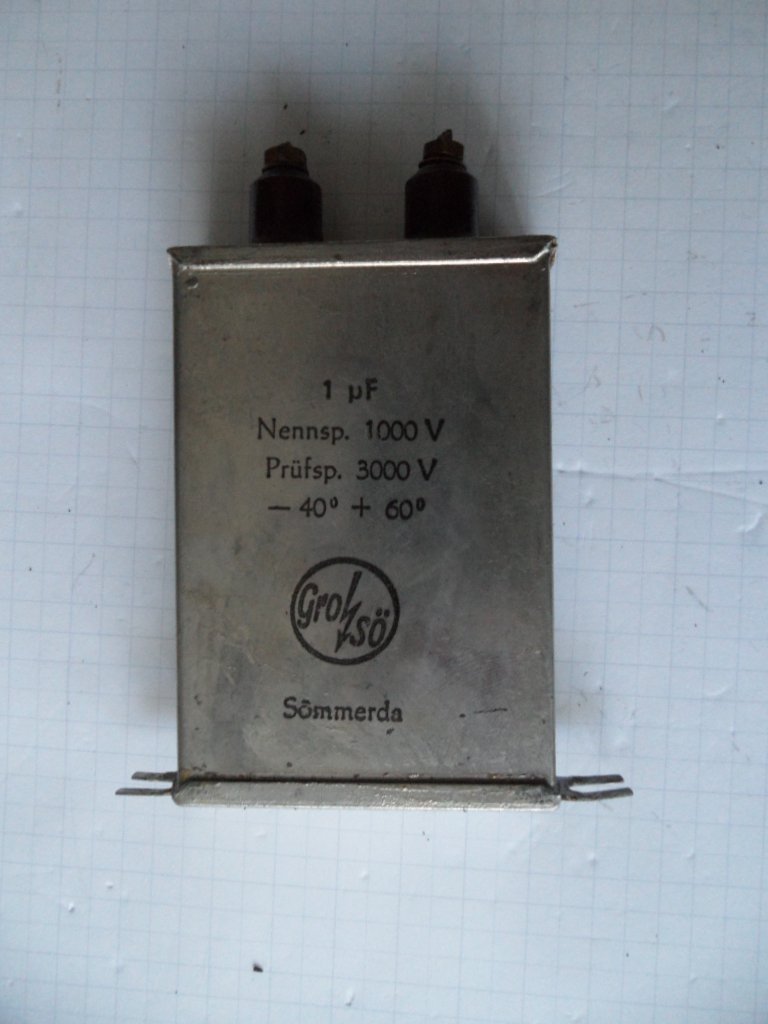 1 µF
Nennsp. 1000 V
Prüfsp. 3000 V
— 40° + 60°
Gro sö
Sömmerda